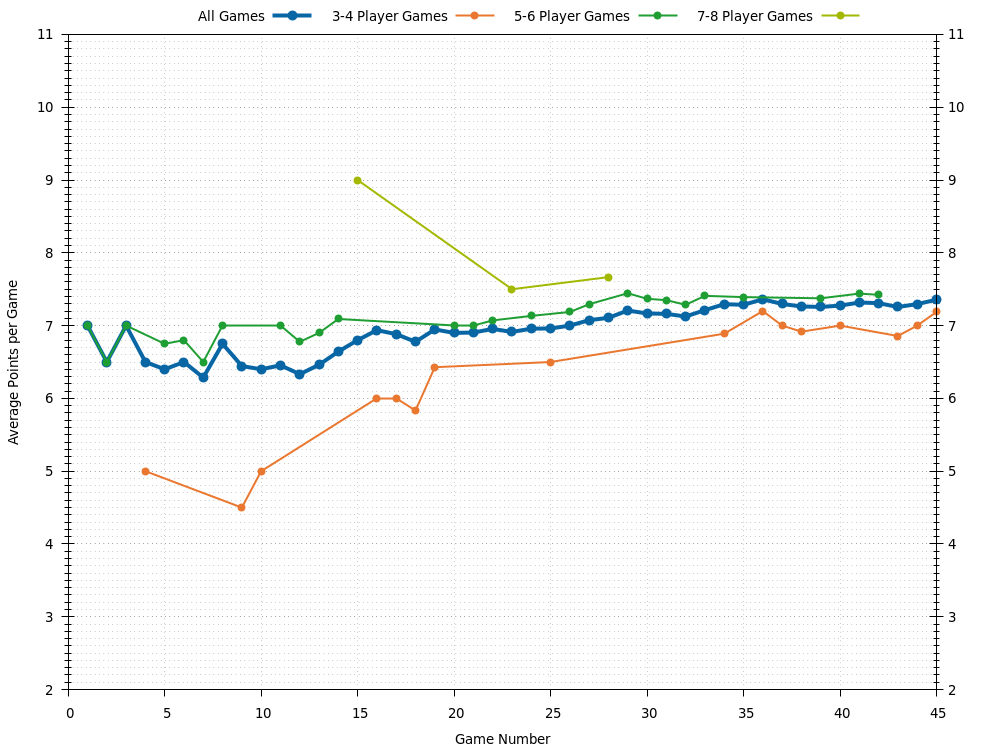 All Games 3-4 Player Games 5-6 Player Games 7-8 Player Games
11 11
10 10
9 9
8 8
7 7
6 6
5 5
4 4
3 3
2 2
Average Points per Game
0 5 10 15 20 25 30 35 40 45
Game Number